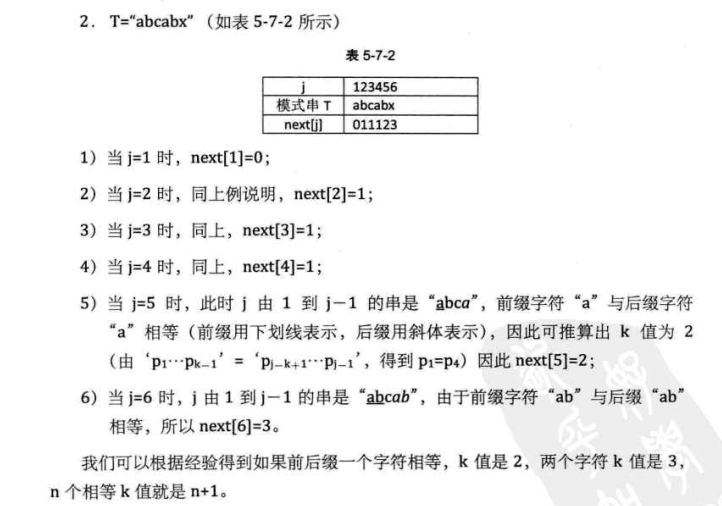 2. T=“abcabx”（如表 5-7-2 所示）
表 5-7-2
j 123456
模式串 T abcabx
next[j] 011123
1）当 j=1 时，next[1]=0；
2）当 j=2 时，同上例说明，next[2]=1；
3）当 j=3 时，同上，next[3]=1；
4）当 j=4 时，同上，next[4]=1；
5）当 j=5 时，此时 j 由 1 到 j－1 的串是“abca”，前缀字符“a”与后缀字符
“a”相等（前缀用下划线表示，后缀用斜体表示），因此可推算出 k 值为 2
（由‘p₁…pₖ₋₁’=‘pⱼ₋ₖ₊₁…pⱼ₋₁’，得到 p₁=p₄）因此 next[5]=2；
6）当 j=6 时，j 由 1 到 j－1 的串是“abcab”，由于前缀字符“ab”与后缀“ab”
相等，所以 next[6]=3。
我们可以根据经验得到如果前后缀一个字符相等，k 值是 2，两个字符 k 值是 3，
n 个相等 k 值就是 n+1。